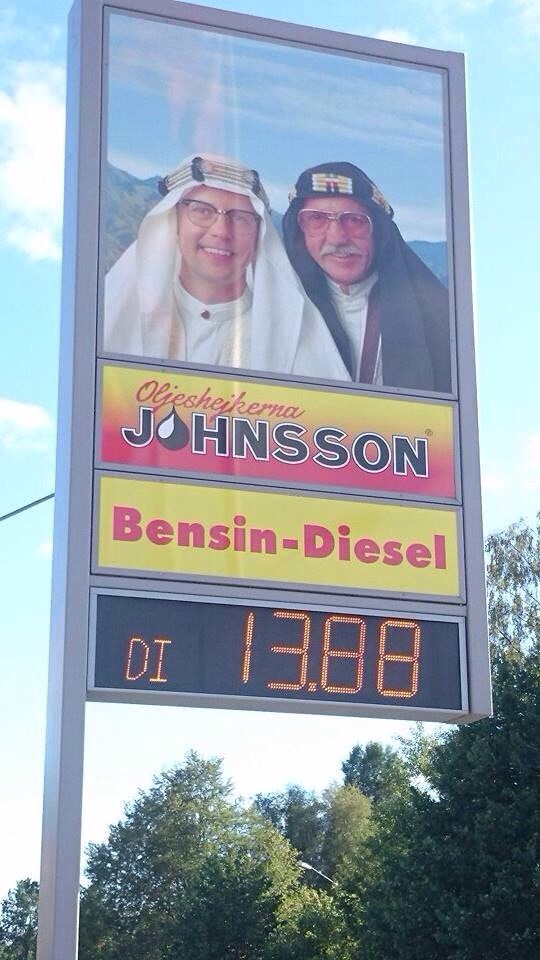 Oljeshejkerna
JOHNSSON®
Bensin-Diesel
DI 13.88